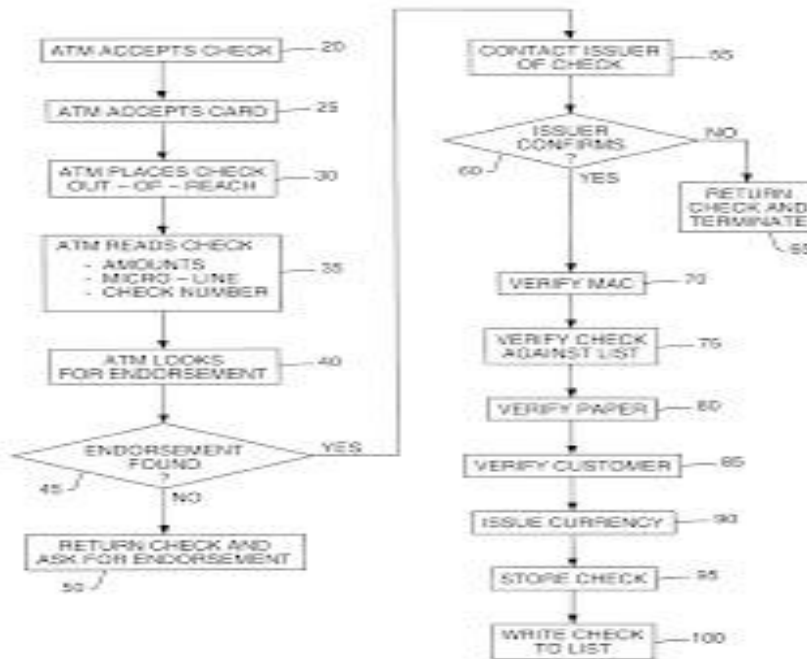 ATM ACCEPTS CHECK
20
ATM ACCEPTS CARD
25
ATM PLACES CHECK
OUT - OF - REACH
30
ATM READS CHECK
- AMOUNTS
- MICRO - LINE
- CHECK NUMBER
35
ATM LOOKS
FOR ENDORSEMENT
40
ENDORSEMENT
FOUND
?
45
YES
NO
RETURN CHECK AND
ASK FOR ENDORSEMENT
50
CONTACT ISSUER
OF CHECK
55
ISSUER
CONFIRMS
?
60
NO
YES
RETURN
CHECK AND
TERMINATE
65
VERIFY MAC
70
VERIFY CHECK
AGAINST LIST
75
VERIFY PAPER
80
VERIFY CUSTOMER
85
ISSUE CURRENCY
90
STORE CHECK
95
WRITE CHECK
TO LIST
100